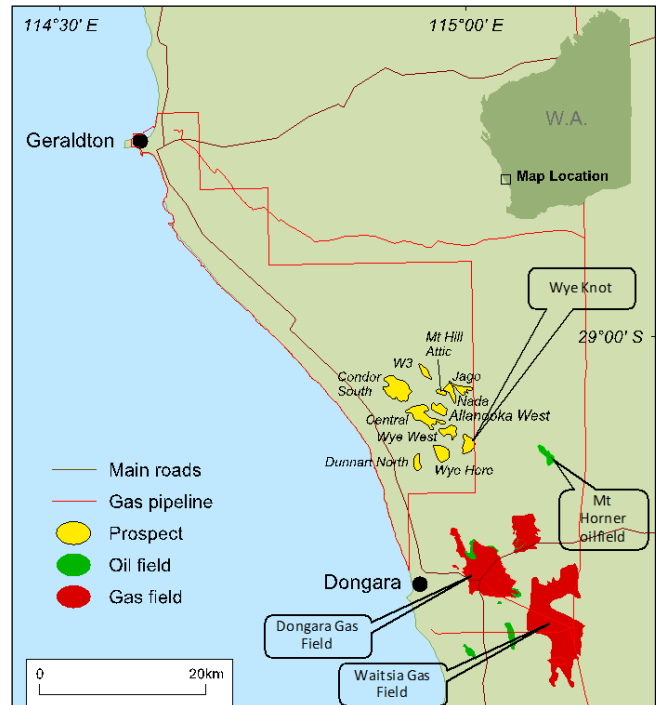 114°30' E
115°00' E
W.A.
Geraldton
Map Location
Wye Knot
29°00' S
Mt Hill
Attic
W3
Jago
Condor
South
Nada
Allanooka West
Central
Wye West
Dunnart North
Wye Here
Main roads
Gas pipeline
Prospect
Oil field
Gas field
Mt
Horner
oilfield
Dongara
Dongara Gas
Field
Waitsia Gas
Field
0
20km